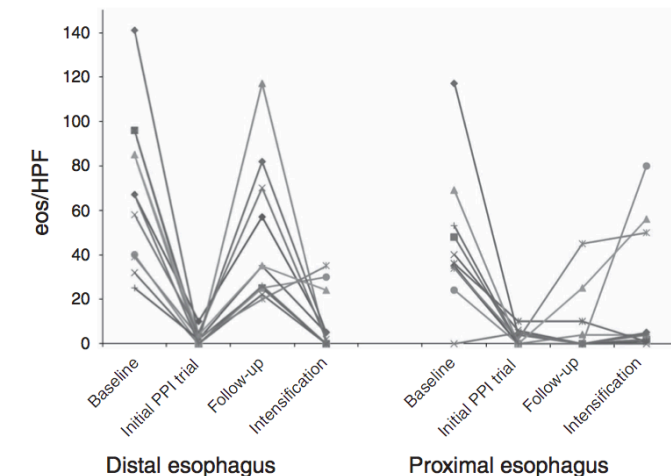 140
120
100
80
60
40
20
0
eos/HPF
Baseline
Initial PPI trial
Follow-up
Intensification
Baseline
Initial PPI trial
Follow-up
Intensification
Distal esophagus
Proximal esophagus